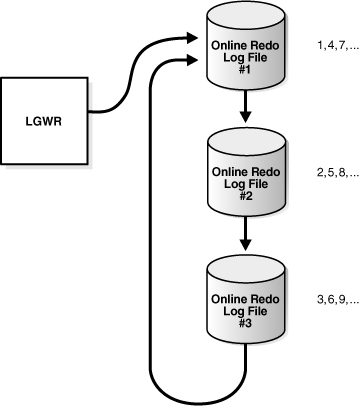 Online Redo
Log File
#1
1,4,7,...
LGWR
Online Redo
Log File
#2
2,5,8,...
Online Redo
Log File
#3
3,6,9,...